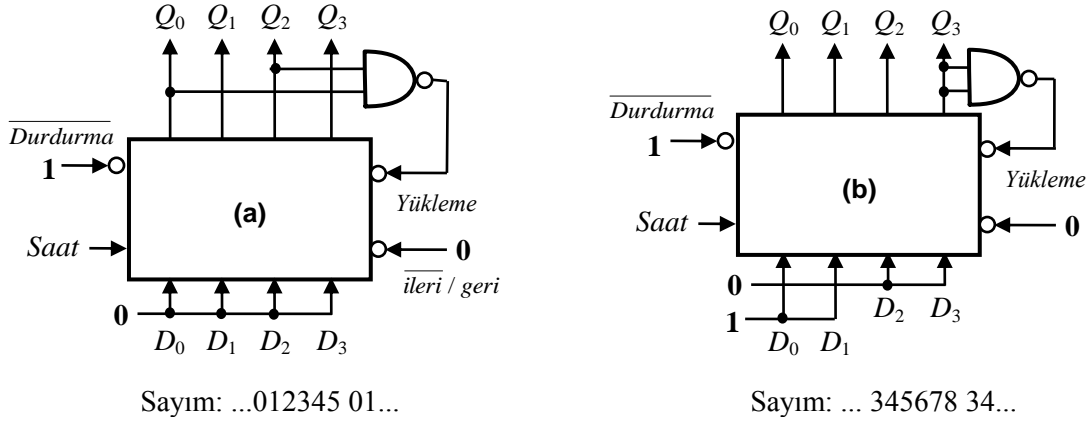 Q0 Q1 Q2 Q3
Durdurma
1
Yükleme
(a)
Saat
0
ileri / geri
0
D0 D1 D2 D3
Sayım: ...012345 01...
Q0 Q1 Q2 Q3
Durdurma
1
Yükleme
(b)
Saat
0
0
1
D2 D3
D0 D1
Sayım: ... 345678 34...